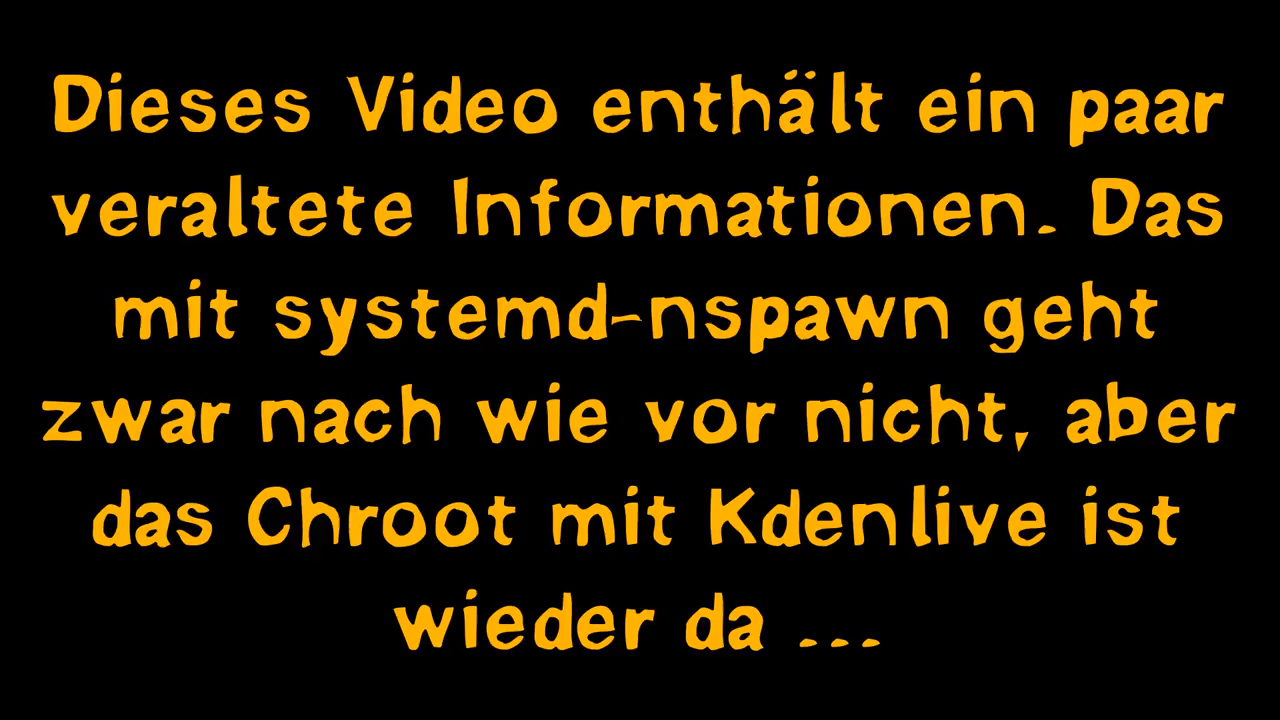 Dieses Video enthält ein paar
veraltete Informationen. Das
mit systemd-nspawn geht
zwar nach wie vor nicht, aber
das Chroot mit Kdenlive ist
wieder da ...